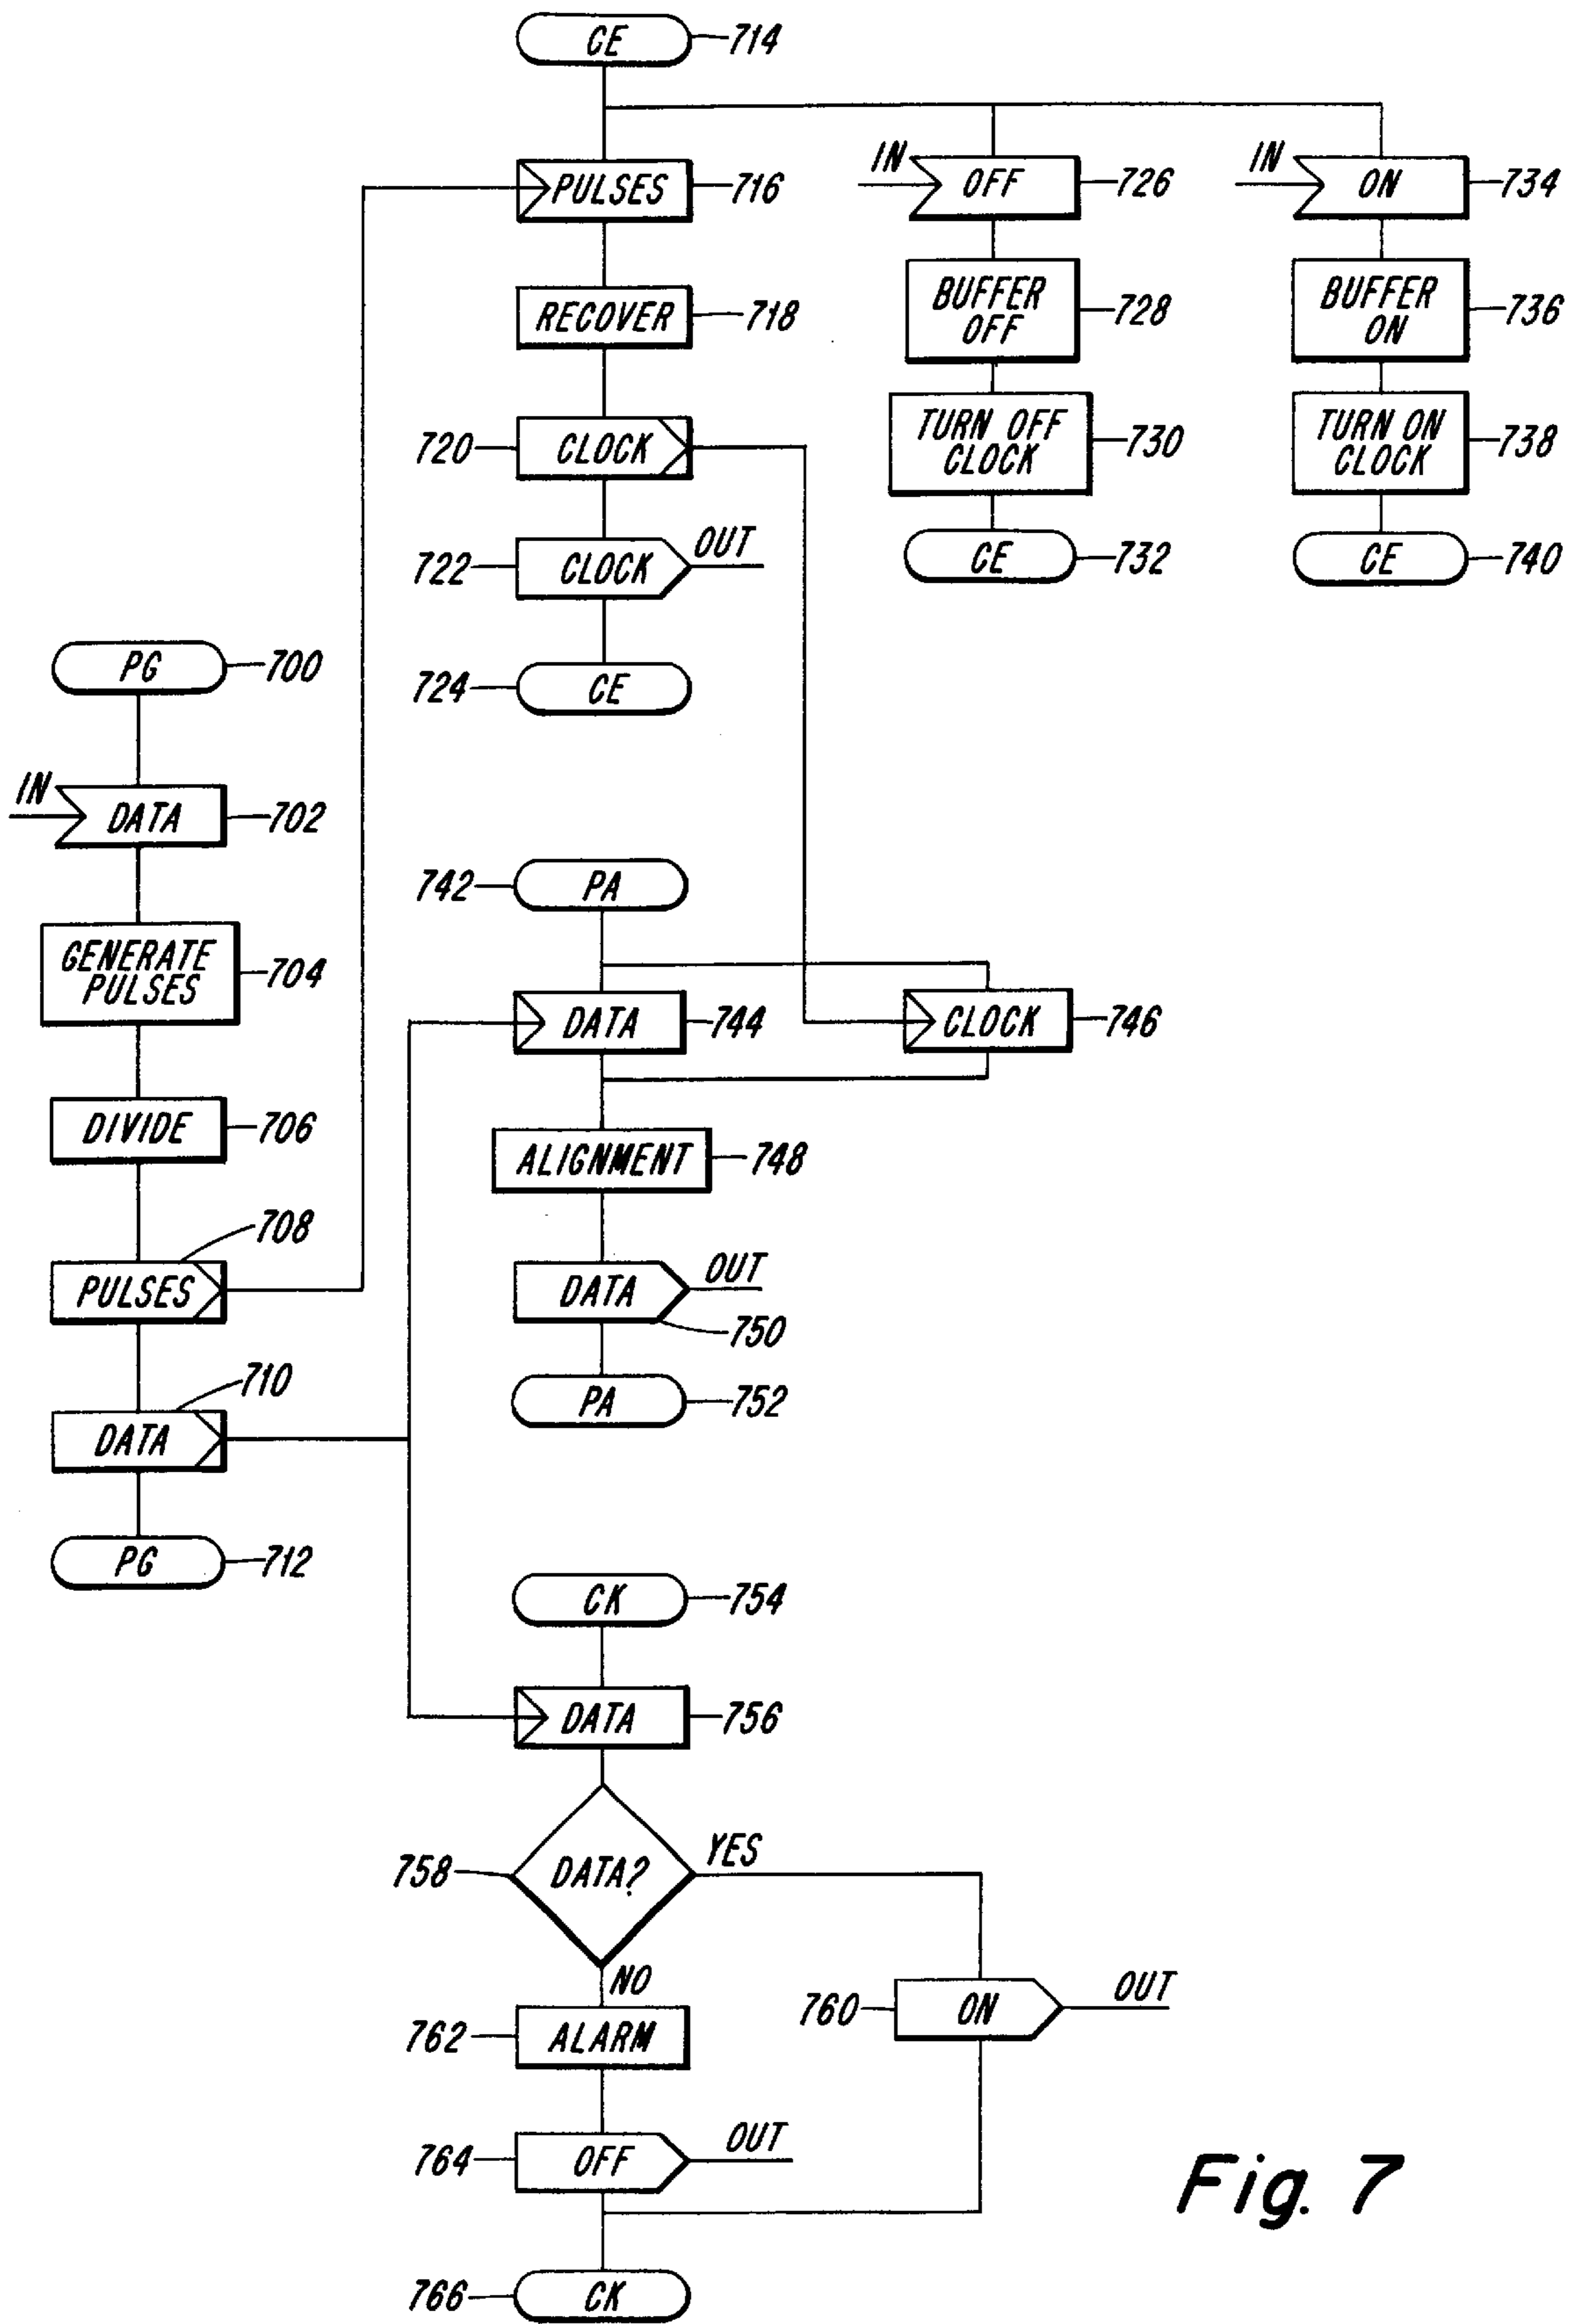 CE 714
IN OFF 726
IN ON 734
PULSES 716
RECOVER 718
BUFFER
OFF
728
BUFFER
ON
736
720 CLOCK
TURN OFF
CLOCK
730
TURN ON
CLOCK
738
722 CLOCK OUT
CE 732
CE 740
724 CE
PG 700
IN DATA 702
GENERATE
PULSES
704
DIVIDE 706
708
PULSES
710
DATA
PG 712
742 PA
DATA 744
CLOCK 746
ALIGNMENT 748
DATA OUT
750
PA 752
CK 754
DATA 756
758 DATA? YES
NO
760 ON OUT
762 ALARM
764 OFF OUT
766 CK
Fig. 7